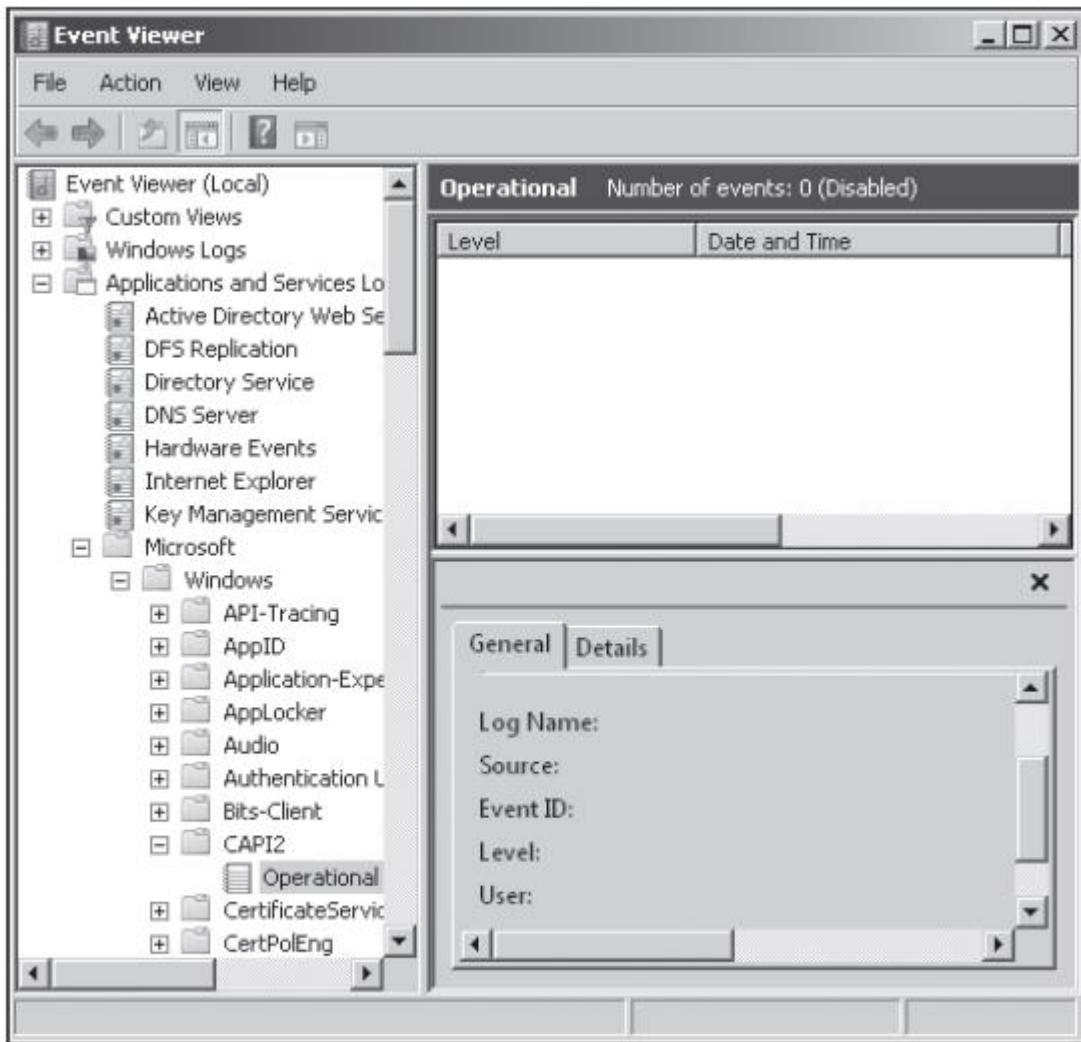 Event Viewer
File Action View Help
Event Viewer (Local)
Custom Views
Windows Logs
Applications and Services Lo
Active Directory Web Se
DFS Replication
Directory Service
DNS Server
Hardware Events
Internet Explorer
Key Management Servic
Microsoft
Windows
API-Tracing
AppID
Application-Expe
AppLocker
Audio
Authentication U
Bits-Client
CAPI2
Operational
CertificateServic
CertPolEng
Operational Number of events: 0 (Disabled)
Level Date and Time
General Details
Log Name:
Source:
Event ID:
Level:
User: